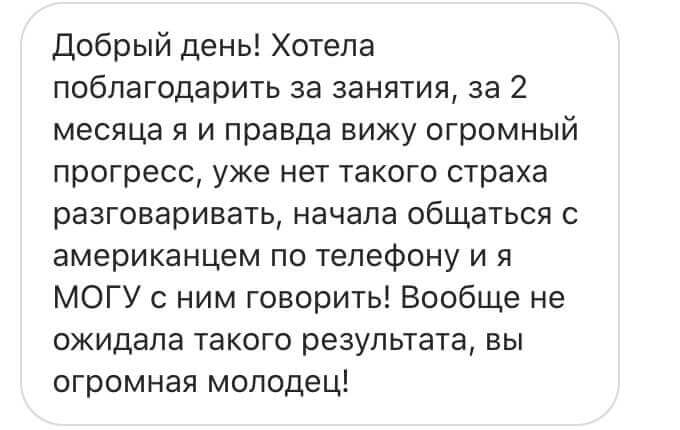 Добрый день! Хотела
поблагодарить за занятия, за 2
месяца я и правда вижу огромный
прогресс, уже нет такого страха
разговаривать, начала общаться с
американцем по телефону и я
МОГУ с ним говорить! Вообще не
ожидала такого результата, вы
огромная молодец!